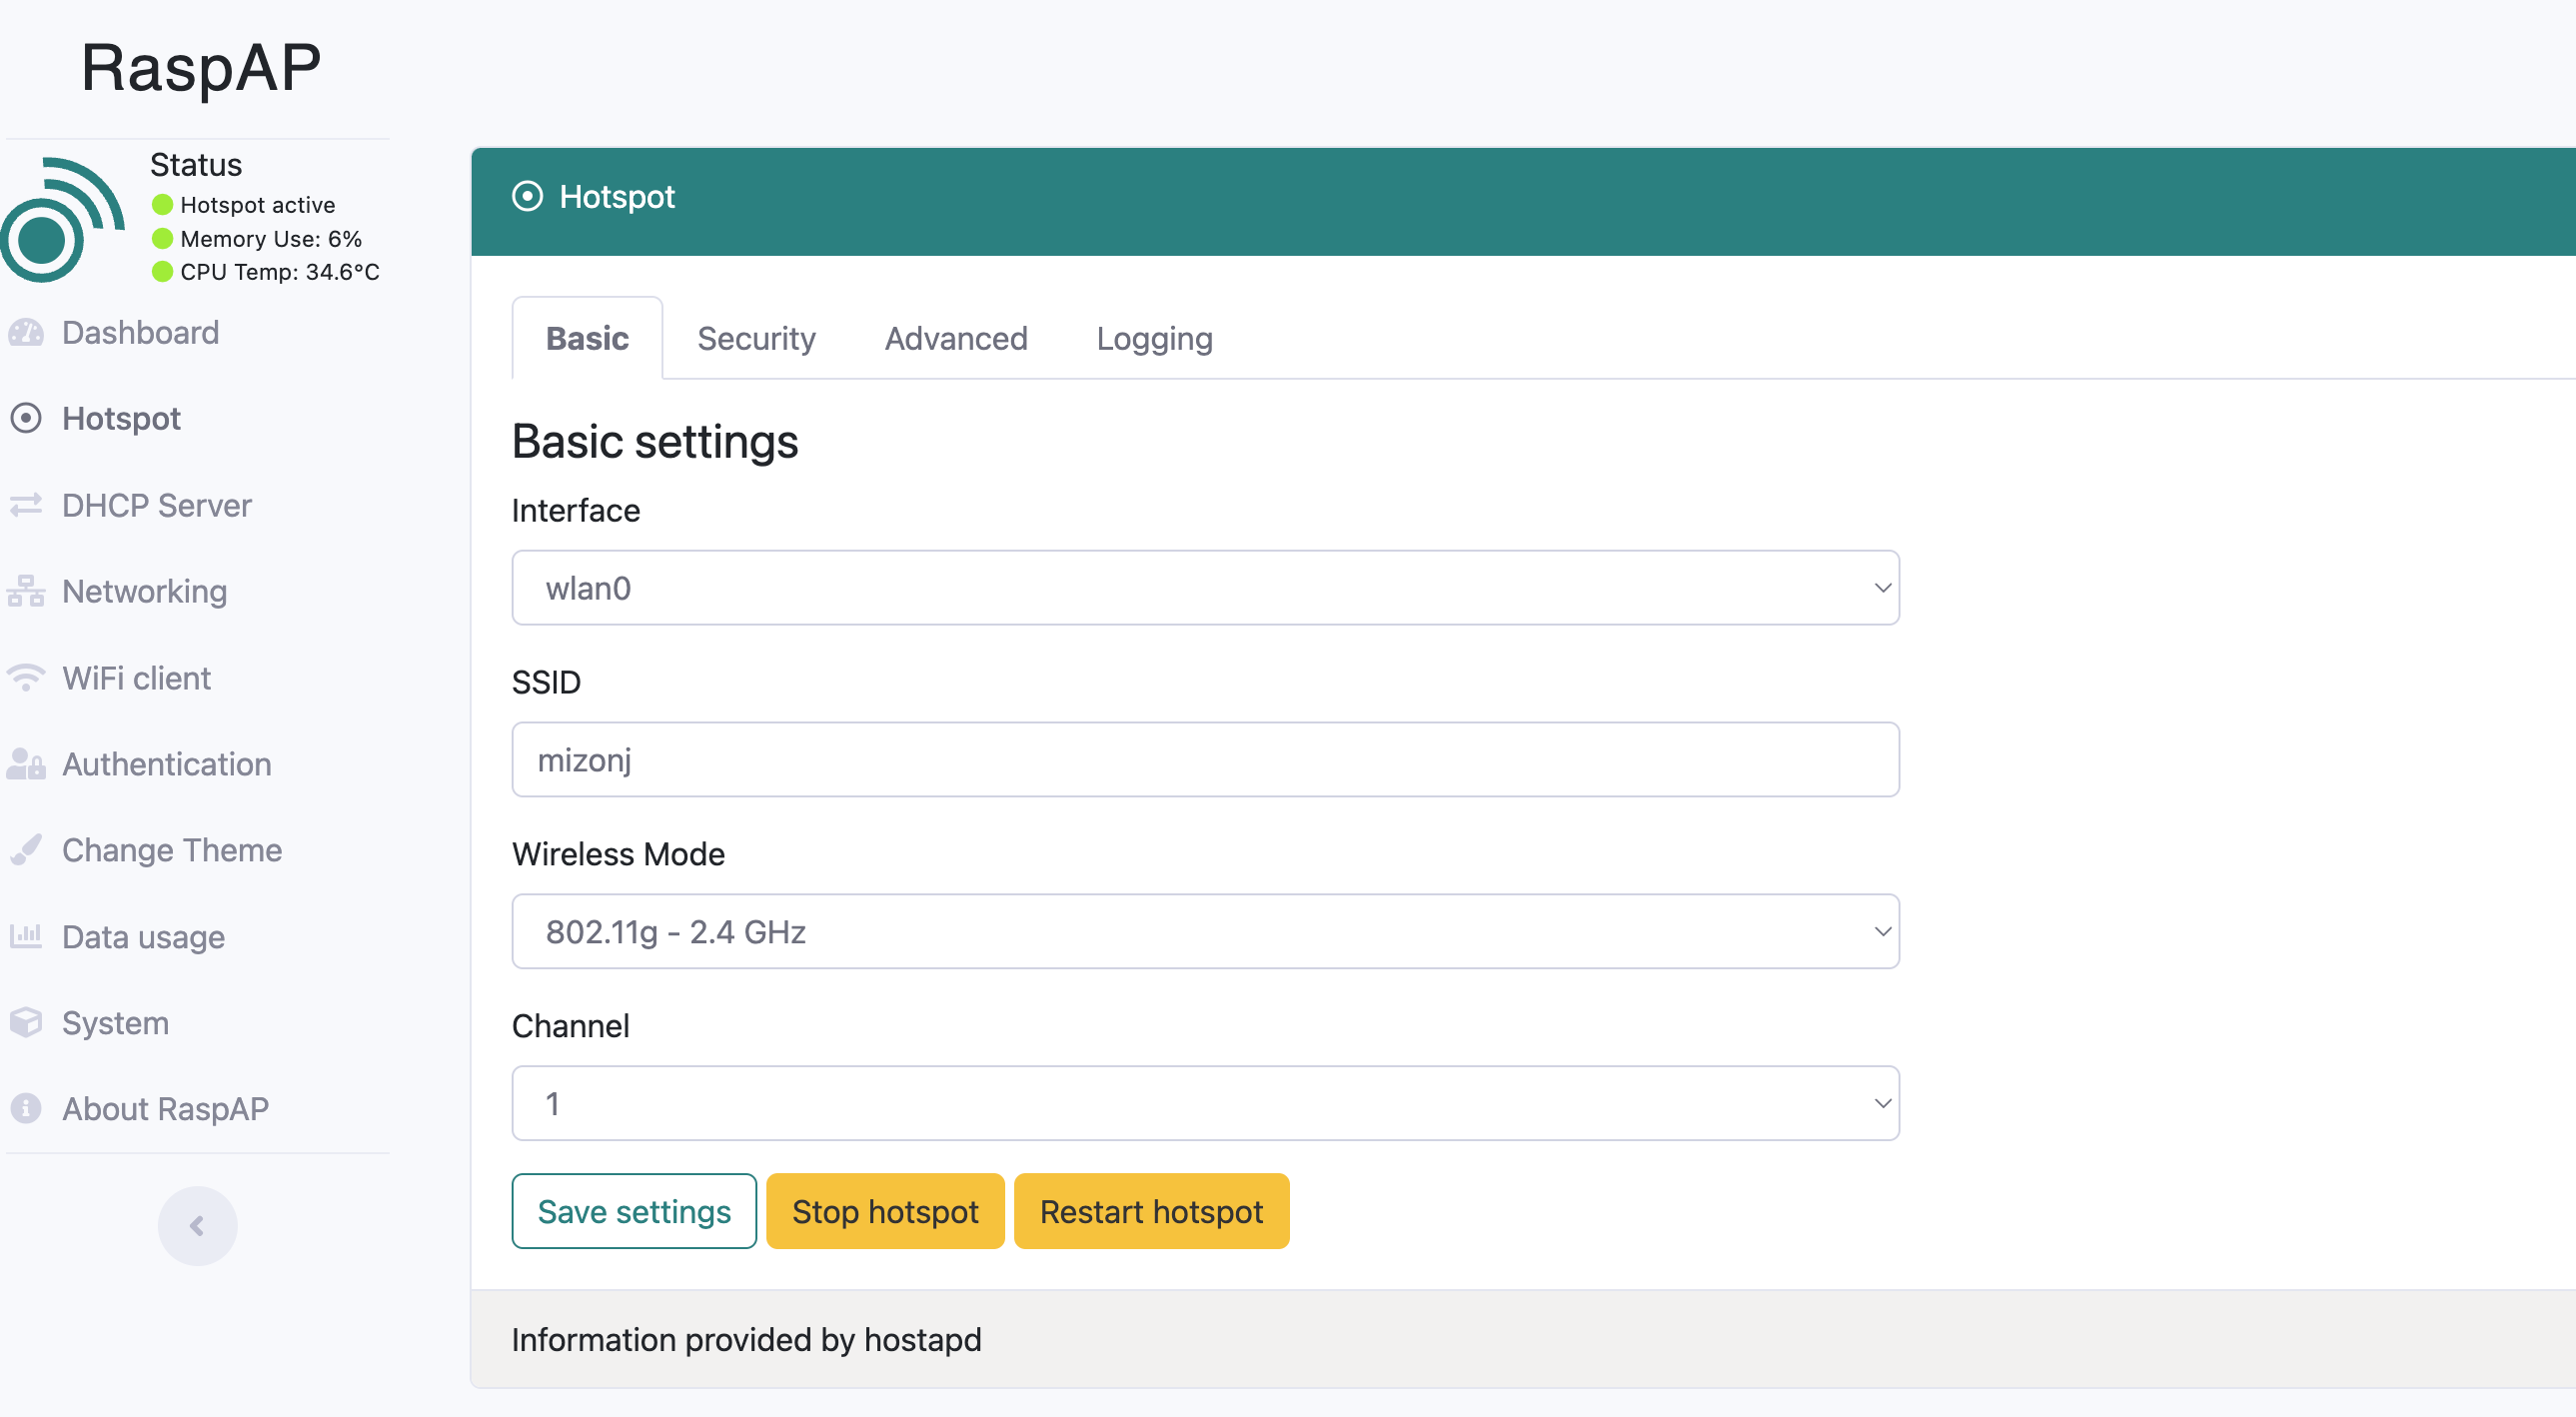 RaspAP
Status
Hotspot active
Memory Use: 6%
CPU Temp: 34.6°C
Dashboard
Hotspot
DHCP Server
Networking
WiFi client
Authentication
Change Theme
Data usage
System
About RaspAP
Hotspot
Basic Security Advanced Logging
Basic settings
Interface
wlan0
SSID
mizonj
Wireless Mode
802.11g - 2.4 GHz
Channel
1
Save settings Stop hotspot Restart hotspot
Information provided by hostapd